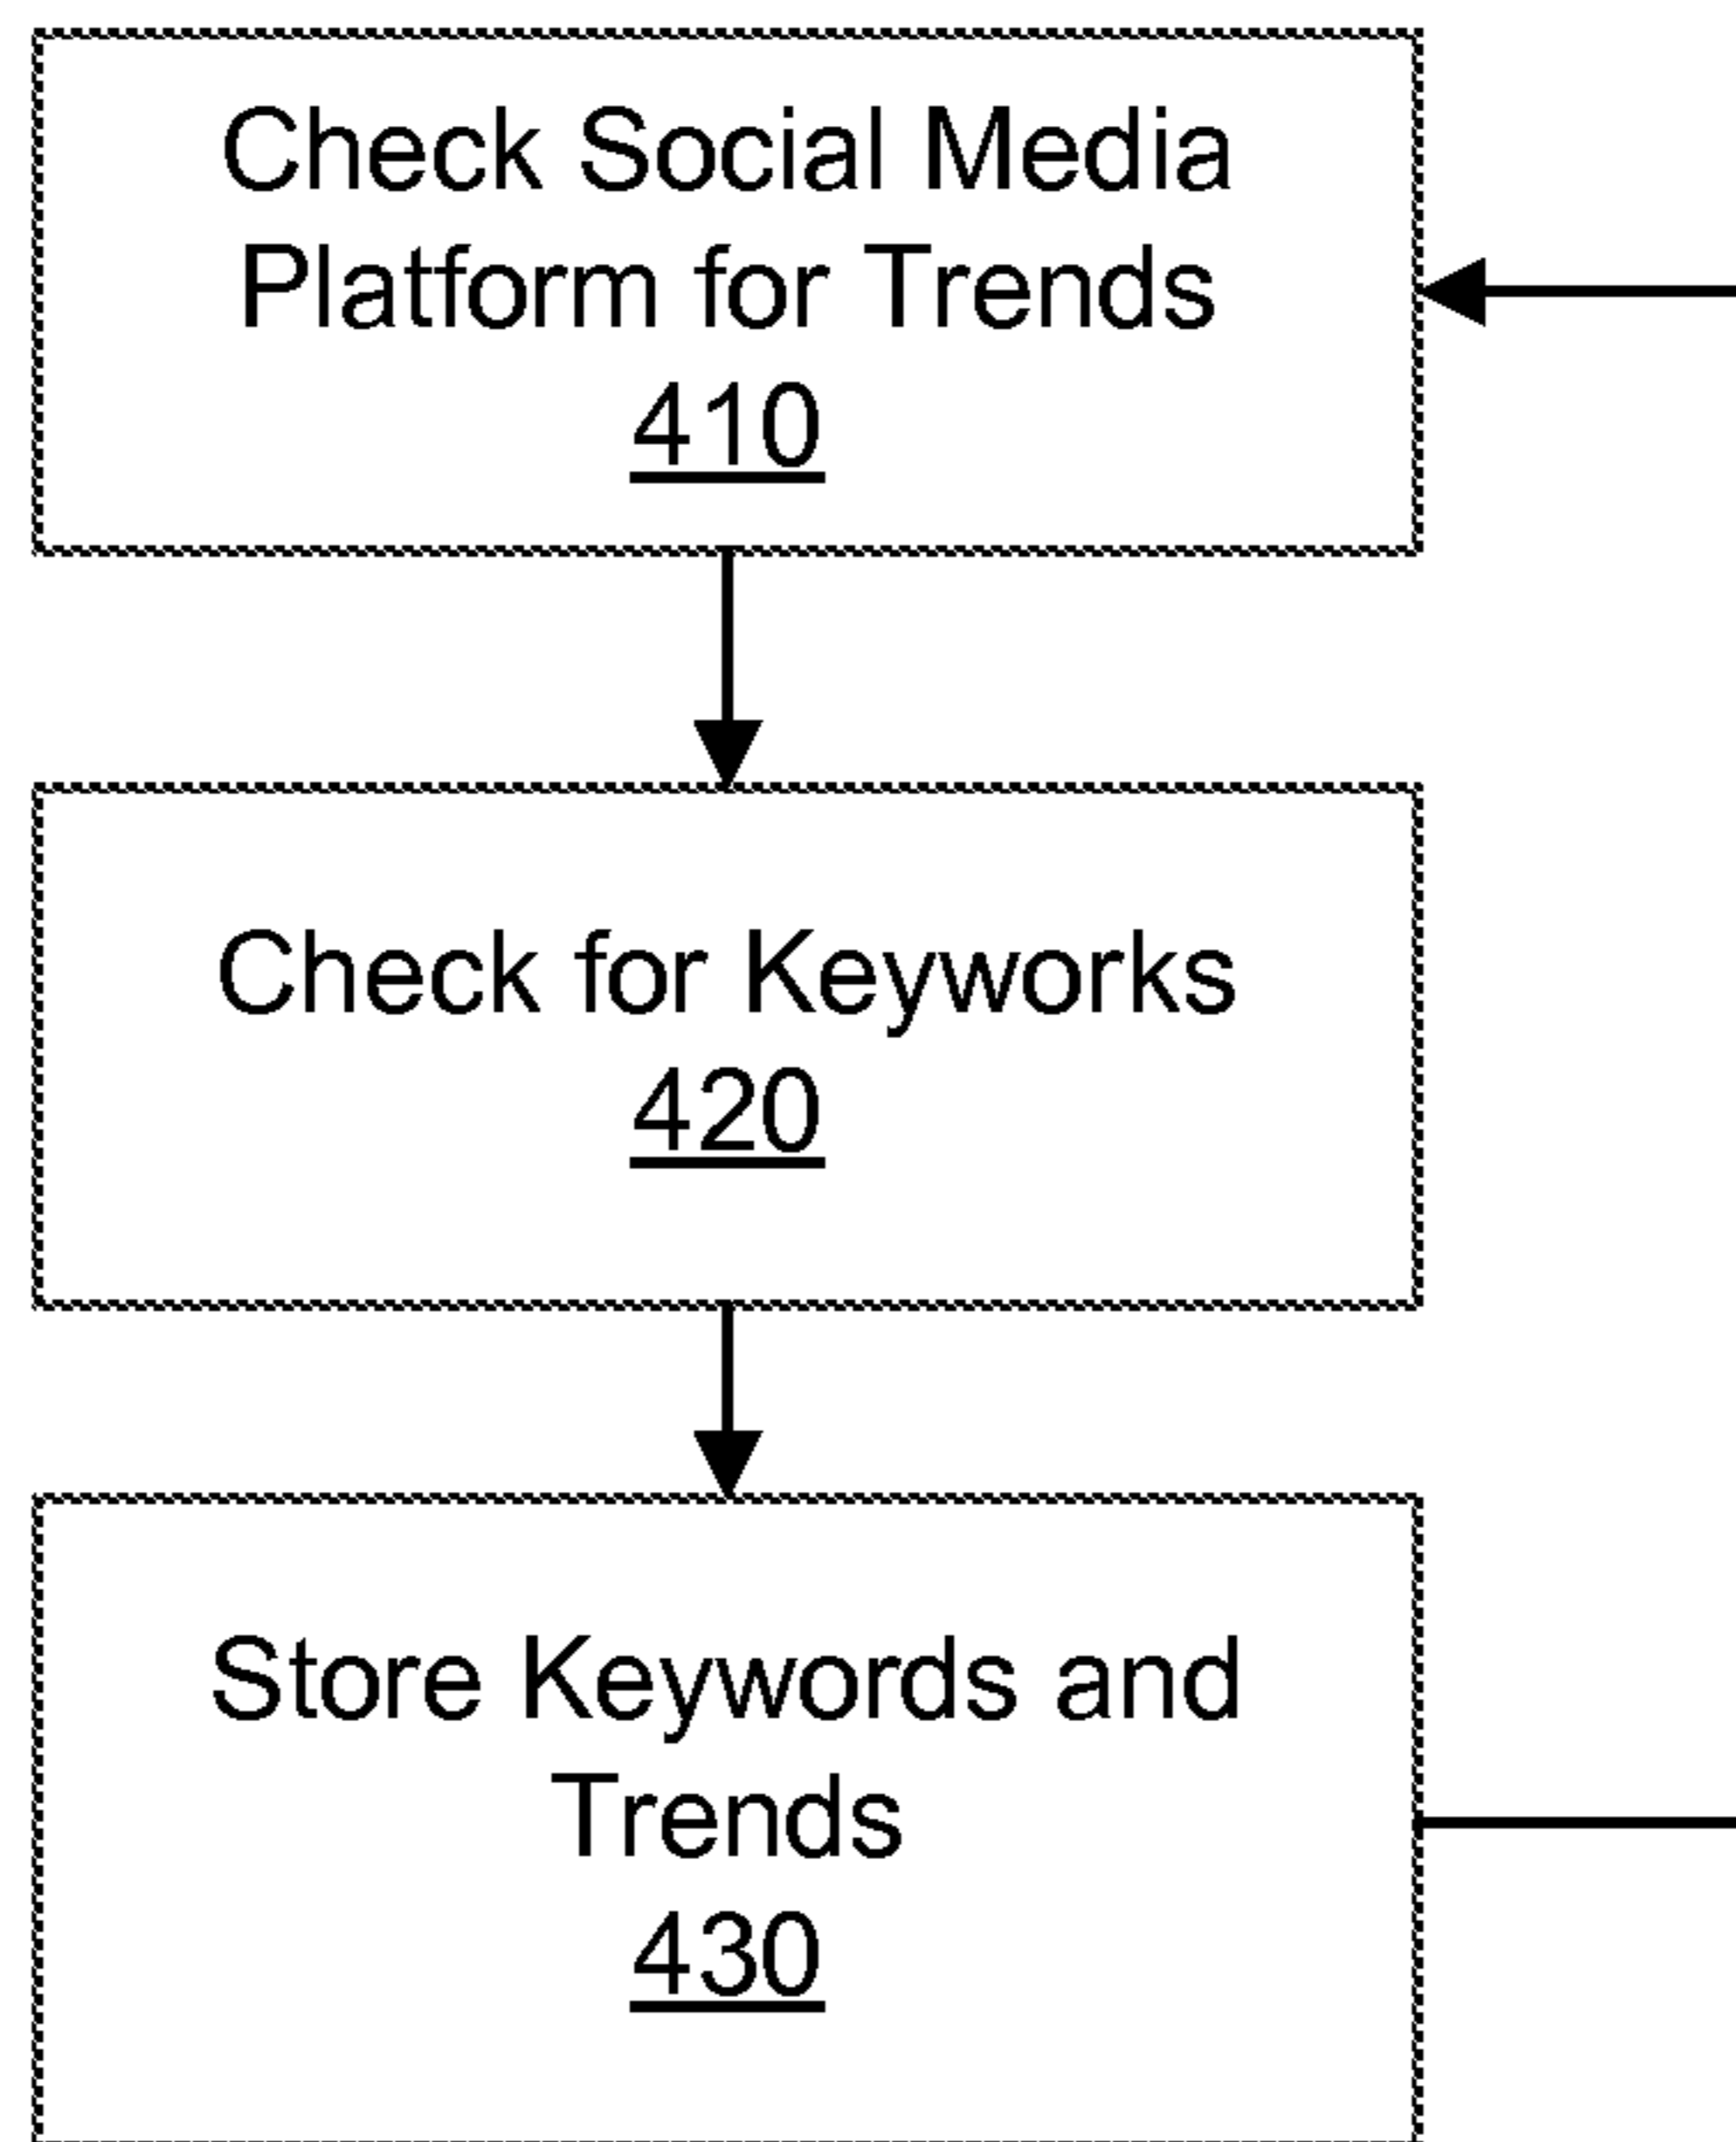 Check Social Media
Platform for Trends
410
Check for Keyworks
420
Store Keywords and
Trends
430